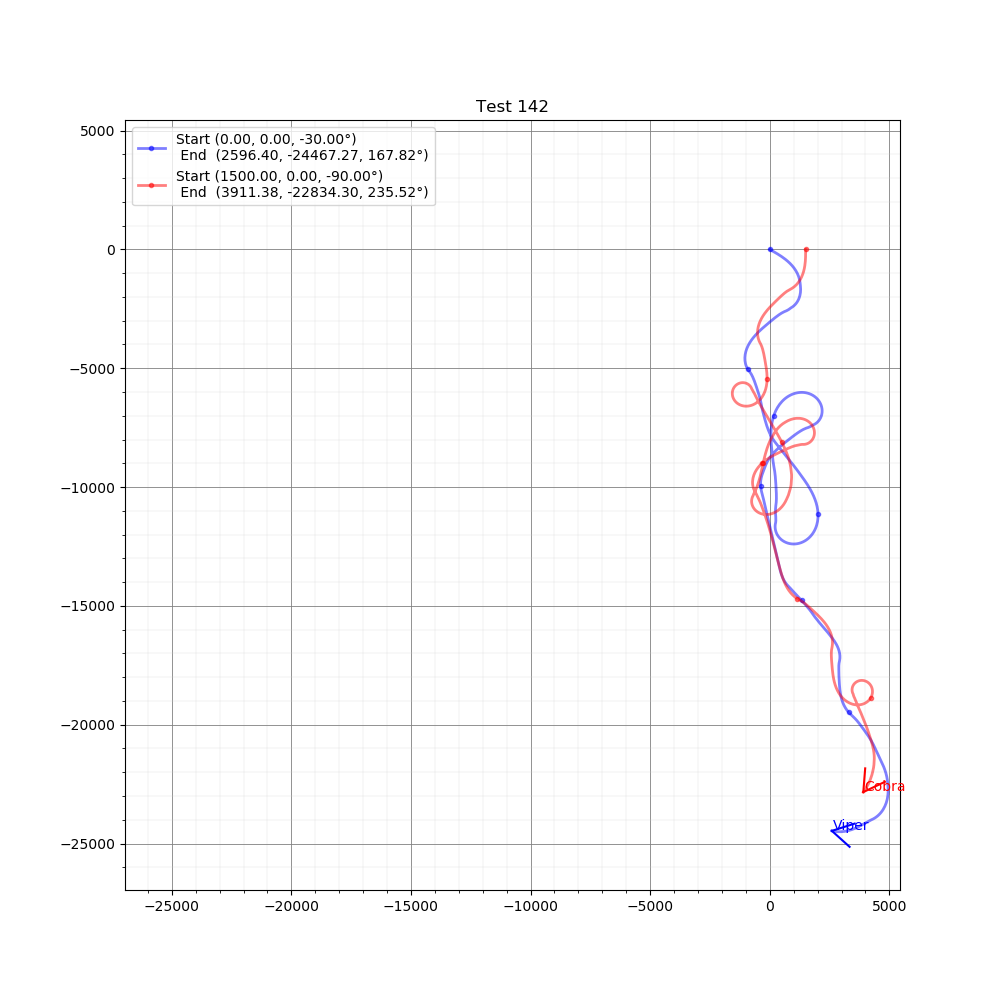 Test 142
Start (0.00, 0.00, -30.00°)
End (2596.40, -24467.27, 167.82°)
Start (1500.00, 0.00, -90.00°)
End (3911.38, -22834.30, 235.52°)
5000
0
−5000
−10000
−15000
−20000
−25000
Cobra
Viper
−25000 −20000 −15000 −10000 −5000 0 5000